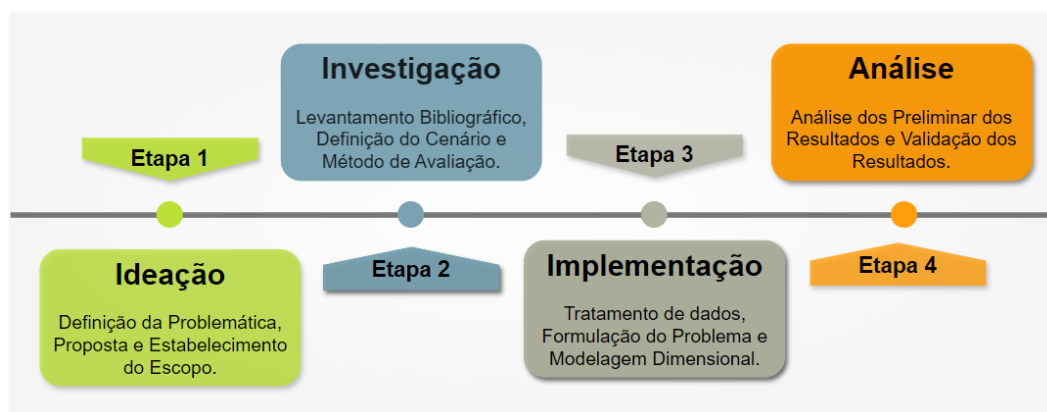 Etapa 1
Ideação
Definição da Problemática,
Proposta e Estabelecimento
do Escopo.
Investigação
Levantamento Bibliográfico,
Definição do Cenário e
Método de Avaliação.
Etapa 2
Etapa 3
Implementação
Tratamento de dados,
Formulação do Problema e
Modelagem Dimensional.
Análise
Análise dos Preliminar dos
Resultados e Validação dos
Resultados.
Etapa 4